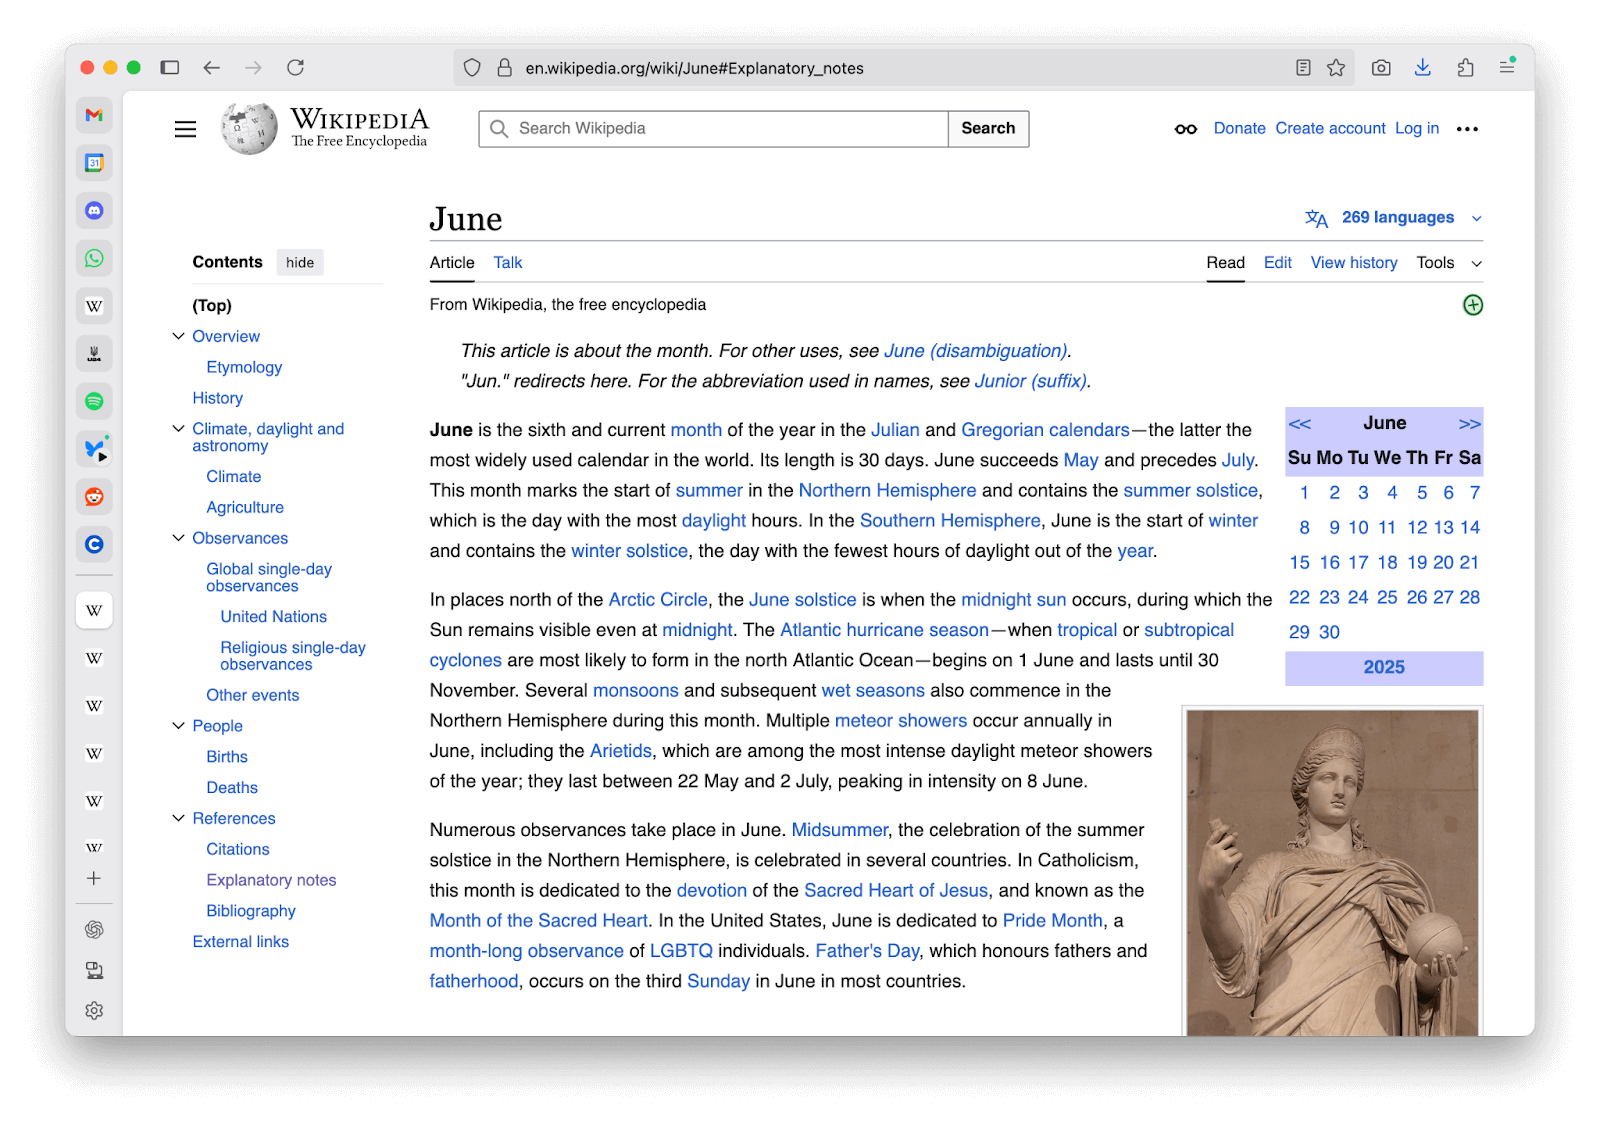 en.wikipedia.org/wiki/June#Explanatory_notes
WIKIPEDIA
The Free Encyclopedia
Search Wikipedia
Search
Donate Create account Log in
June
269 languages
Contents hide
Article Talk
Read Edit View history Tools
(Top)
Overview
Etymology
History
Climate, daylight and
astronomy
Climate
Agriculture
Observances
Global single-day
observances
United Nations
Religious single-day
observances
Other events
People
Births
Deaths
References
Citations
Explanatory notes
Bibliography
External links
From Wikipedia, the free encyclopedia
This article is about the month. For other uses, see June (disambiguation).
"Jun." redirects here. For the abbreviation used in names, see Junior (suffix).
June is the sixth and current month of the year in the Julian and Gregorian calendars—the latter the
most widely used calendar in the world. Its length is 30 days. June succeeds May and precedes July.
This month marks the start of summer in the Northern Hemisphere and contains the summer solstice,
which is the day with the most daylight hours. In the Southern Hemisphere, June is the start of winter
and contains the winter solstice, the day with the fewest hours of daylight out of the year.
In places north of the Arctic Circle, the June solstice is when the midnight sun occurs, during which the
Sun remains visible even at midnight. The Atlantic hurricane season—when tropical or subtropical
cyclones are most likely to form in the north Atlantic Ocean—begins on 1 June and lasts until 30
November. Several monsoons and subsequent wet seasons also commence in the
Northern Hemisphere during this month. Multiple meteor showers occur annually in
June, including the Arietids, which are among the most intense daylight meteor showers
of the year; they last between 22 May and 2 July, peaking in intensity on 8 June.
Numerous observances take place in June. Midsummer, the celebration of the summer
solstice in the Northern Hemisphere, is celebrated in several countries. In Catholicism,
this month is dedicated to the devotion of the Sacred Heart of Jesus, and known as the
Month of the Sacred Heart. In the United States, June is dedicated to Pride Month, a
month-long observance of LGBTQ individuals. Father's Day, which honours fathers and
fatherhood, occurs on the third Sunday in June in most countries.
<< June >>
Su Mo Tu We Th Fr Sa
1 2 3 4 5 6 7
8 9 10 11 12 13 14
15 16 17 18 19 20 21
22 23 24 25 26 27 28
29 30
2025